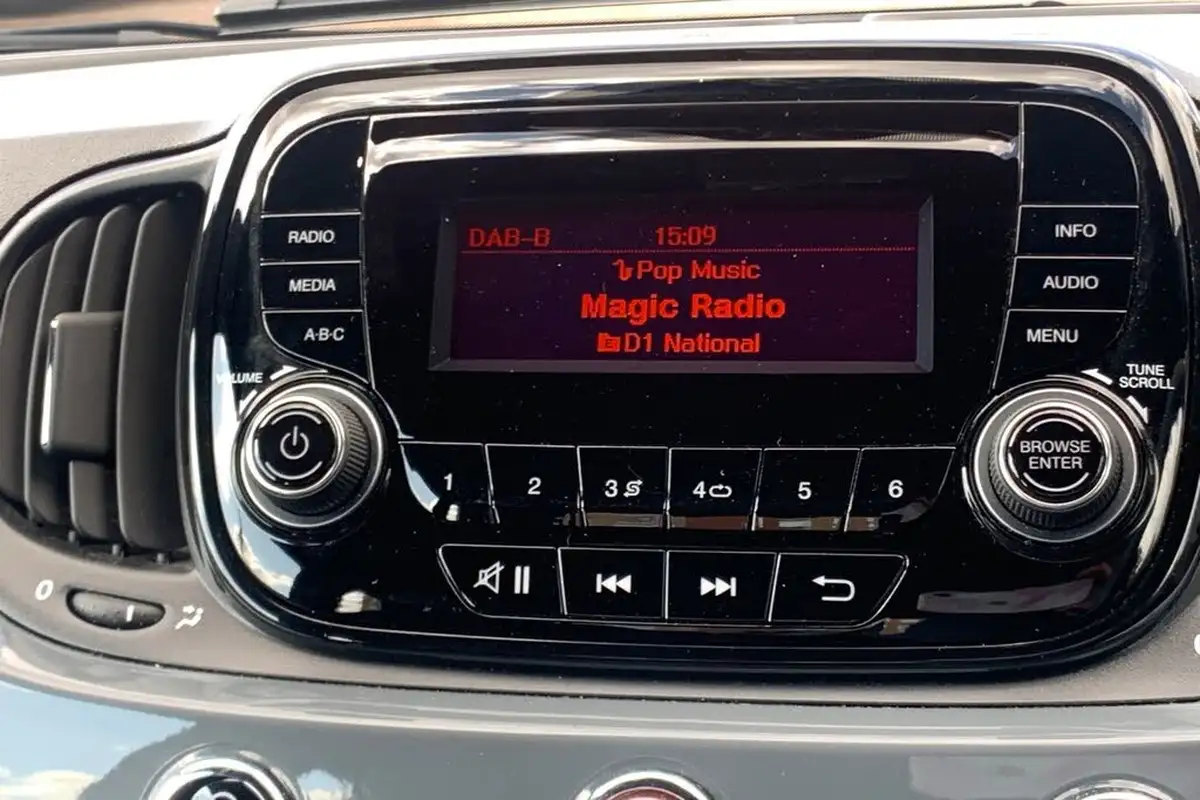 RADIO
MEDIA
A·B·C
VOLUME
DAB-B 15:09
Pop Music
Magic Radio
D1 National
INFO
AUDIO
MENU
TUNE
SCROLL
BROWSE
ENTER
1 2 3 4 5 6
0